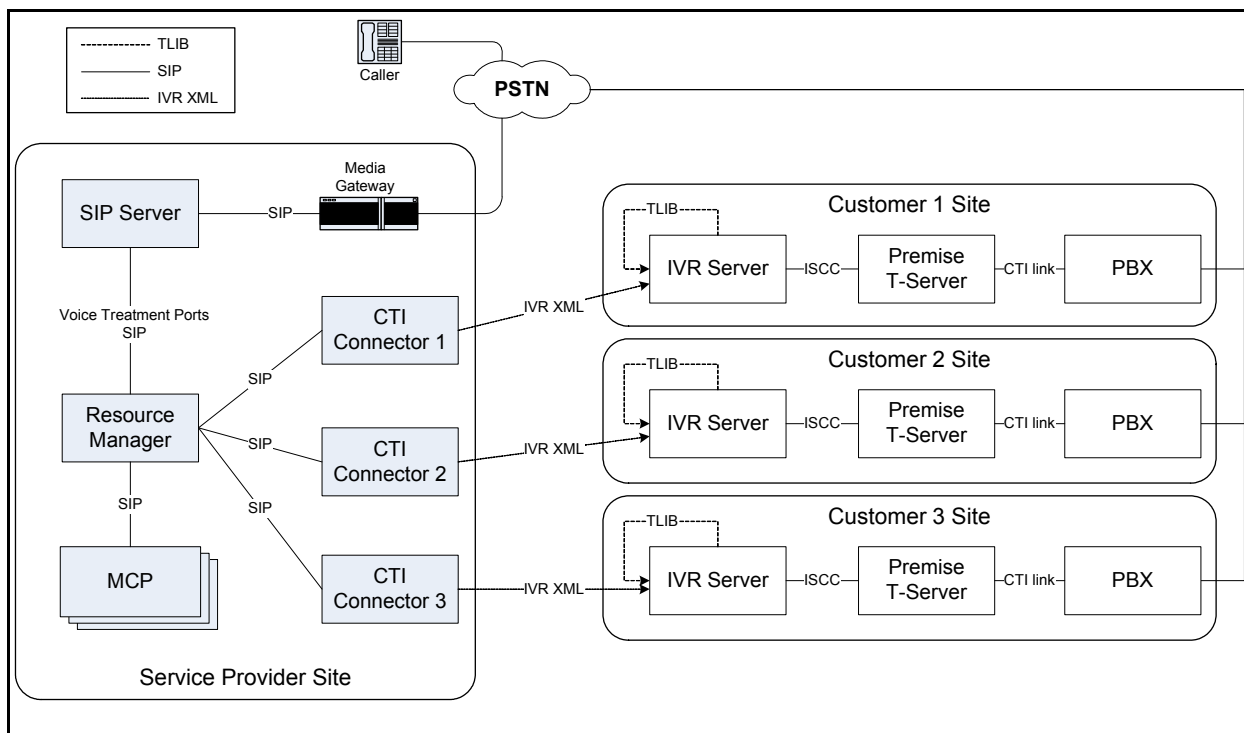 TLIB
SIP
IVR XML
Caller
PSTN
SIP Server
SIP
Media
Gateway
Voice Treatment Ports
SIP
Resource
Manager
SIP
MCP
SIP
SIP
SIP
CTI
Connector 1
CTI
Connector 2
CTI
Connector 3
Service Provider Site
IVR XML
IVR XML
IVR XML
Customer 1 Site
TLIB
IVR Server
ISCC
Premise
T-Server
CTI link
PBX
Customer 2 Site
TLIB
IVR Server
ISCC
Premise
T-Server
CTI link
PBX
Customer 3 Site
TLIB
IVR Server
ISCC
Premise
T-Server
CTI link
PBX